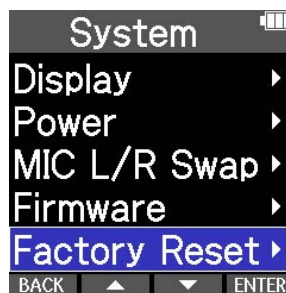 System
Display
Power
MIC L/R Swap
Firmware
Factory Reset
BACK ENTER